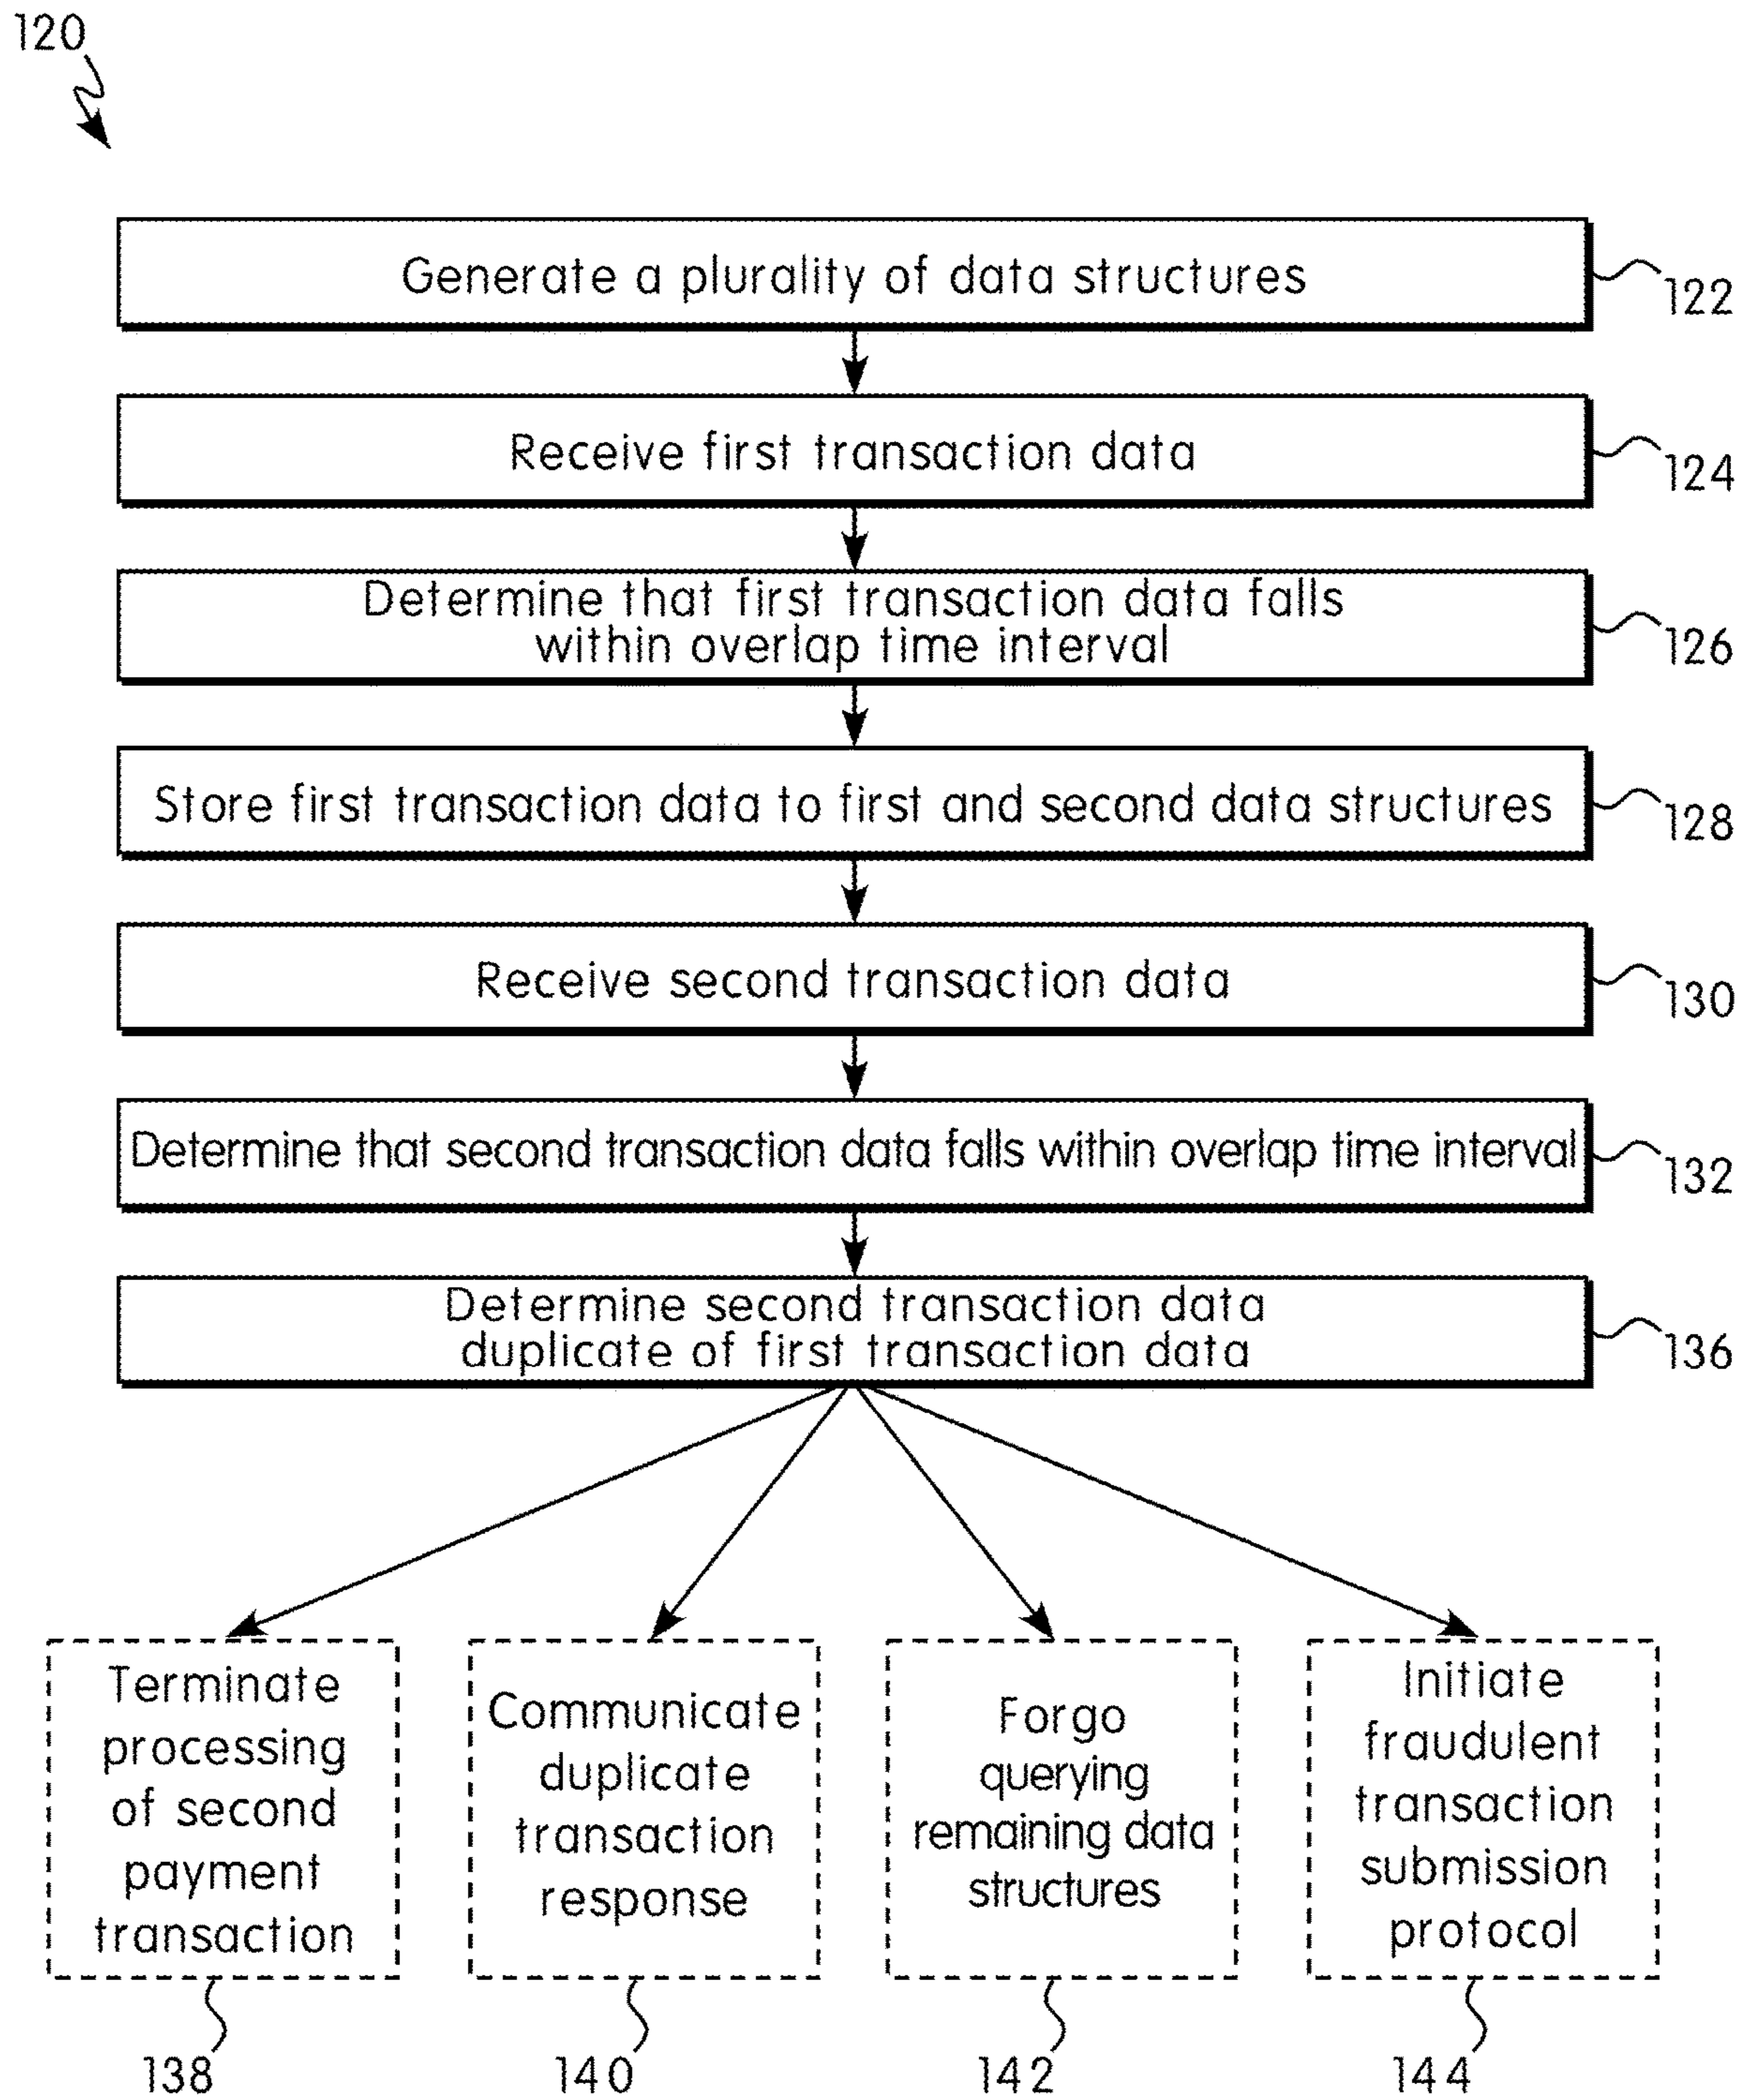 120
Generate a plurality of data structures
122
Receive first transaction data
124
Determine that first transaction data falls
within overlap time interval
126
Store first transaction data to first and second data structures
128
Receive second transaction data
130
Determine that second transaction data falls within overlap time interval
132
Determine second transaction data
duplicate of first transaction data
136
Terminate
processing
of second
payment
transaction
138
Communicate
duplicate
transaction
response
140
Forgo
querying
remaining data
structures
142
Initiate
fraudulent
transaction
submission
protocol
144